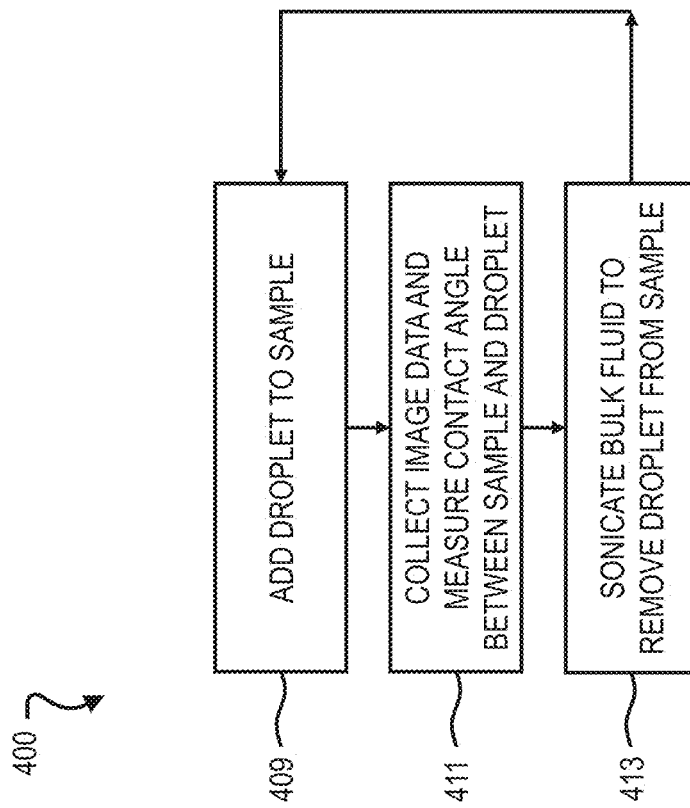 400
409
ADD DROPLET TO SAMPLE
411
COLLECT IMAGE DATA AND
MEASURE CONTACT ANGLE
BETWEEN SAMPLE AND DROPLET
413
SONICATE BULK FLUID TO
REMOVE DROPLET FROM SAMPLE